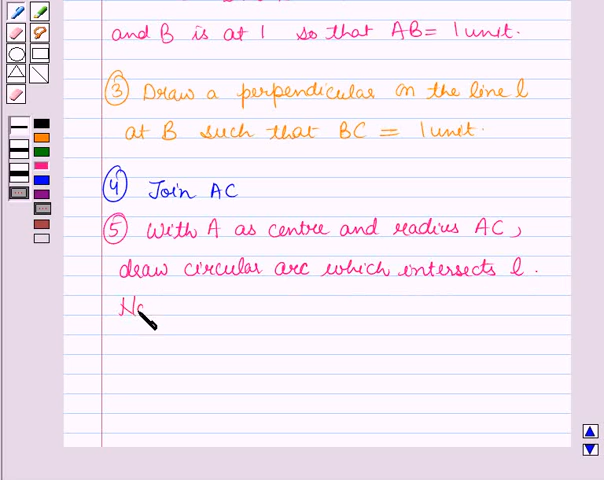 and B is at 1 so that AB = 1 unit.
③ Draw a perpendicular on the line l
at B such that BC = 1 unit.
④ Join AC
⑤ With A as centre and radius AC,
draw circular arc which intersects l.